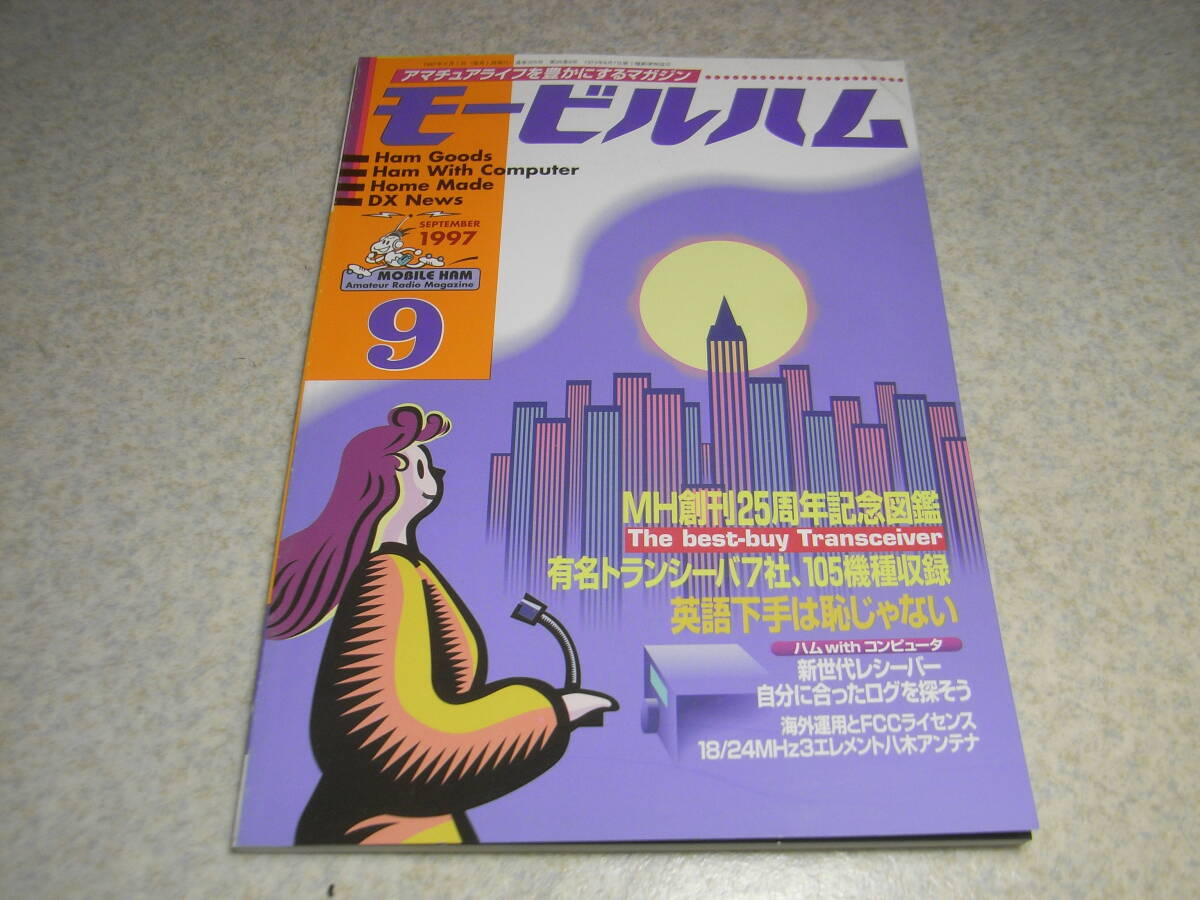 アマチュアライフを豊かにするマガジン
モービルハム
Ham Goods
Ham With Computer
Home Made
DX News
SEPTEMBER
1997
MOBILE HAM
Amateur Radio Magazine
9
MH創刊25周年記念図鑑
The best-buy Transceiver
有名トランシーバ7社、105機種収録
英語下手は恥じゃない
ハム with コンピュータ
新世代レシーバー
自分に合ったログを探そう
海外運用とFCCライセンス
18/24MHz3エレメント八木アンテナ